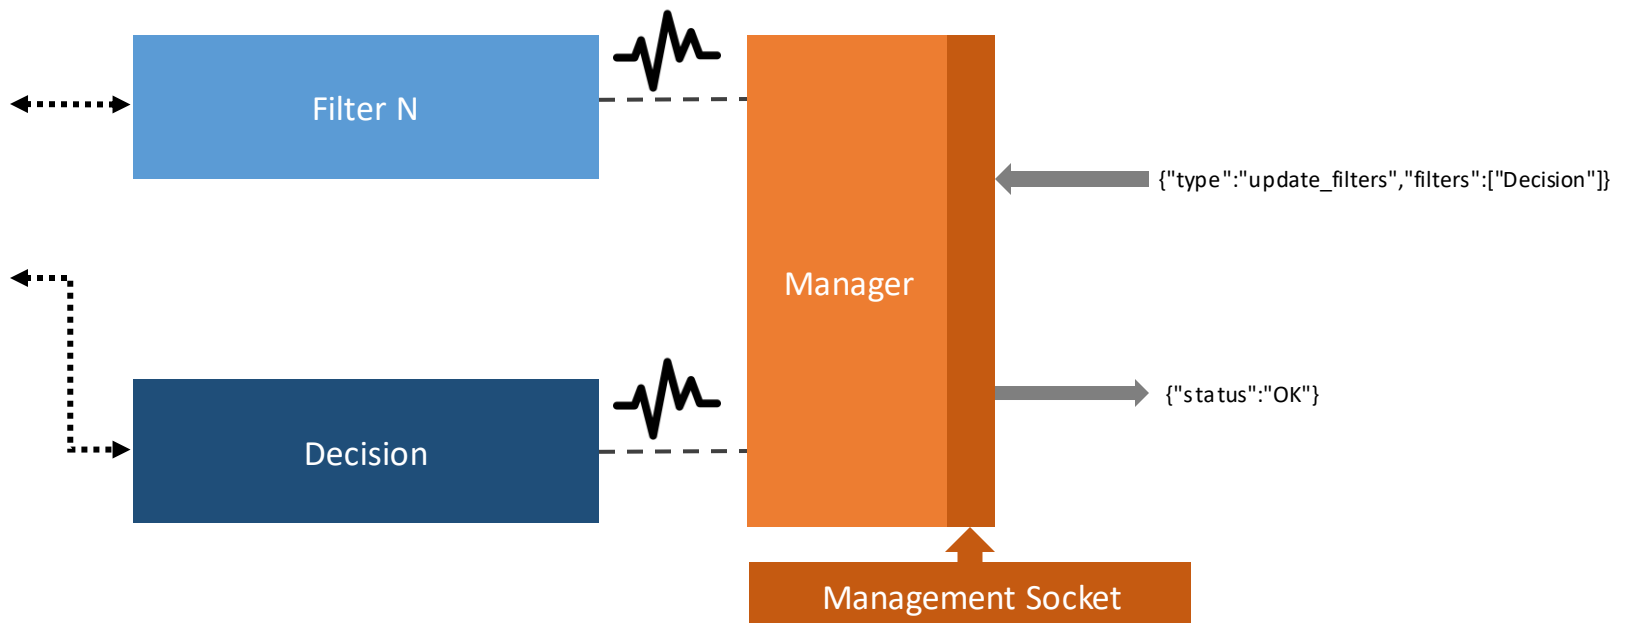 Filter N
{"type":"update_filters","filters":["Decision"]}
Manager
{"status":"OK"}
Decision
Management Socket